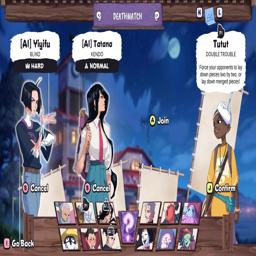 DEATHMATCH
[AI] Yiyifu
BLIND
HARD
[AI] Tatana
KENDO
NORMAL
Tutut
DOUBLE TROUBLE
Force your opponents to lay
down pieces two by two, or
lay down merged pieces!
A Join
B Cancel
B Cancel
A Confirm
B Go Back